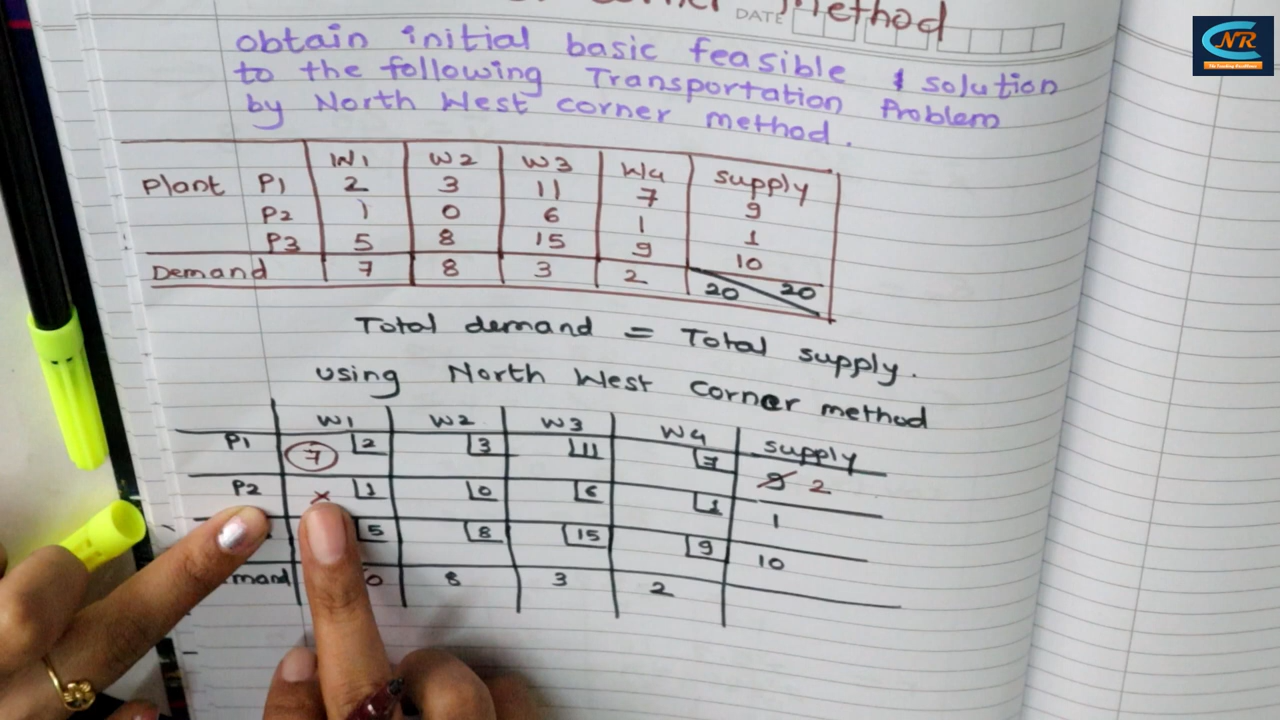 Corner Method
DATE
obtain initial basic feasible solution
to the following Transportation Problem
by North West corner method.
W1 W2 W3 W4 supply
Plant P1 2 3 11 7 9
P2 1 0 6 1 1
P3 5 8 15 9 10
Demand 7 8 3 2 20 20
Total demand = Total supply.
using North West Corner method
W1 W2 W3 W4 supply
P1 7 2 3 11 7 9 2
P2 x 1 0 6 1 1
5 8 15 9 10
mand 0 8 3 2
NR